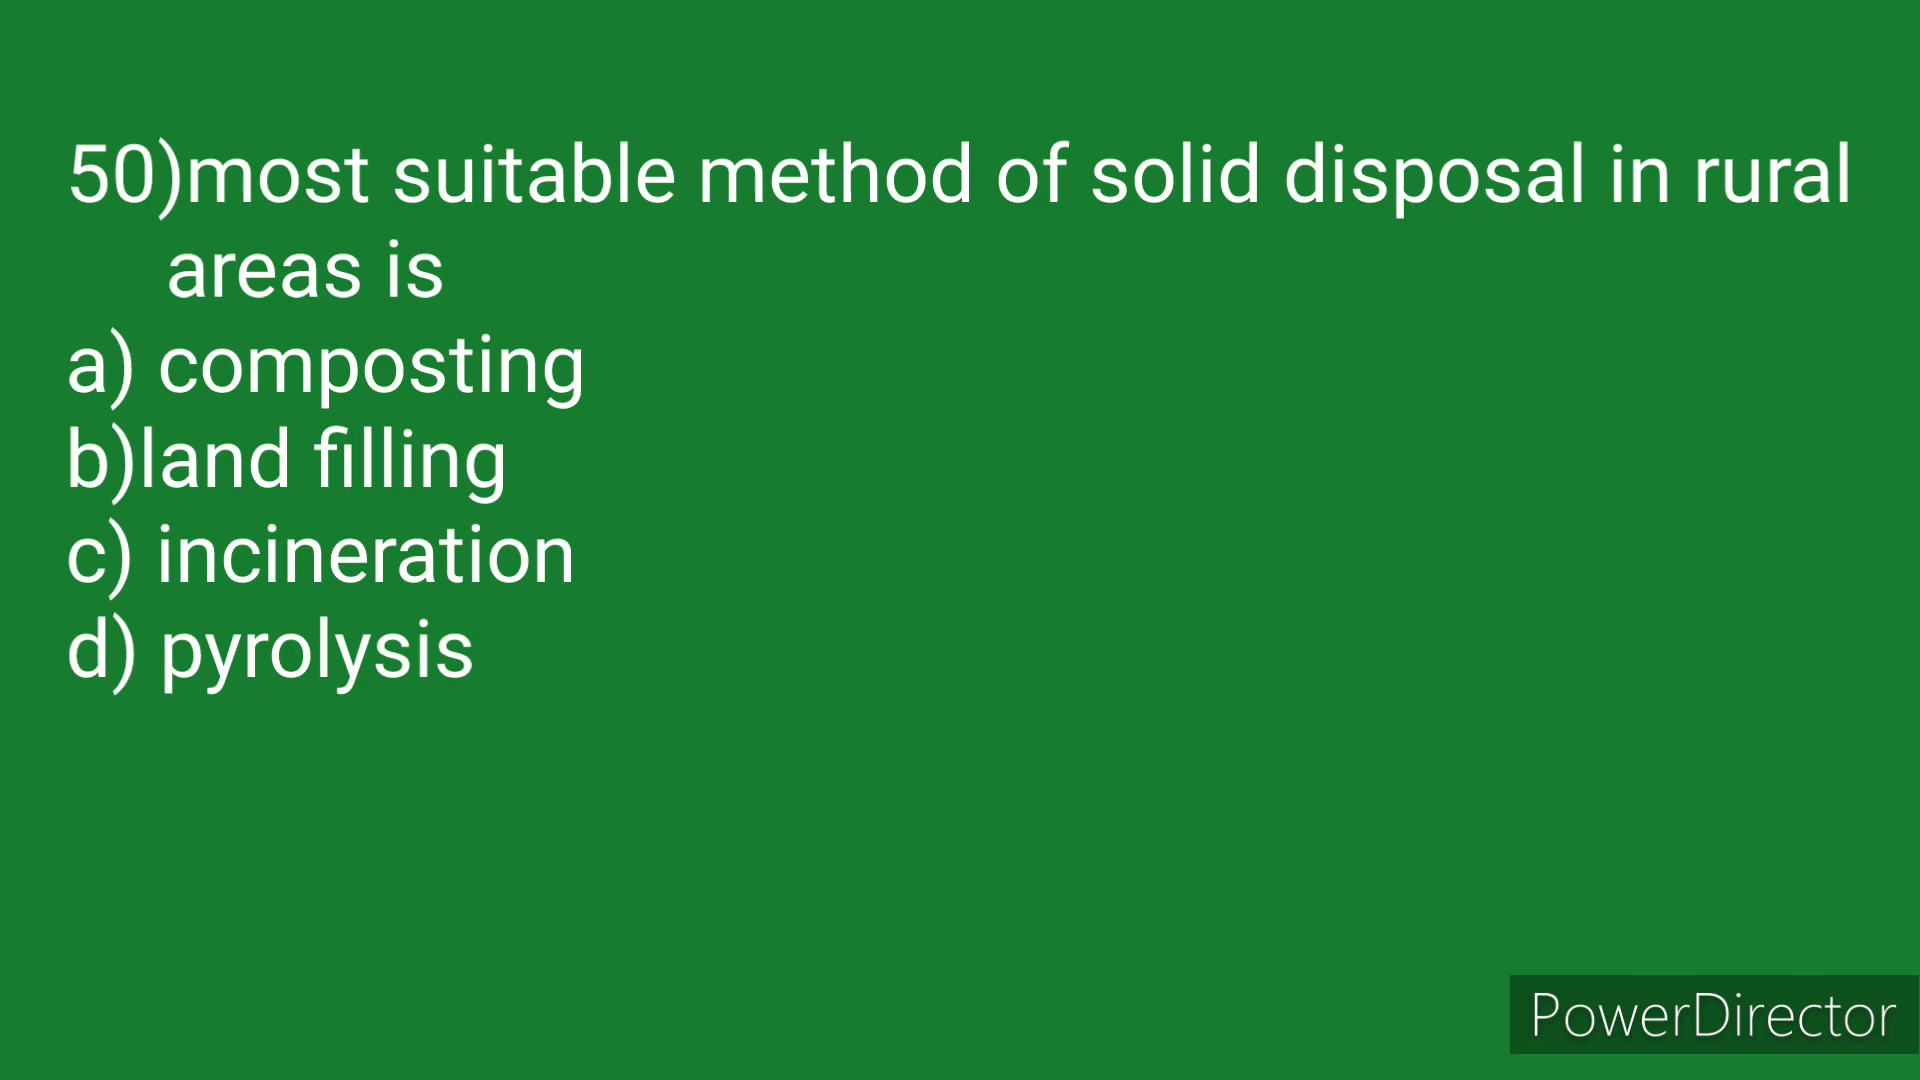 50)most suitable method of solid disposal in rural
areas is
a) composting
b)land filling
c) incineration
d) pyrolysis
PowerDirector